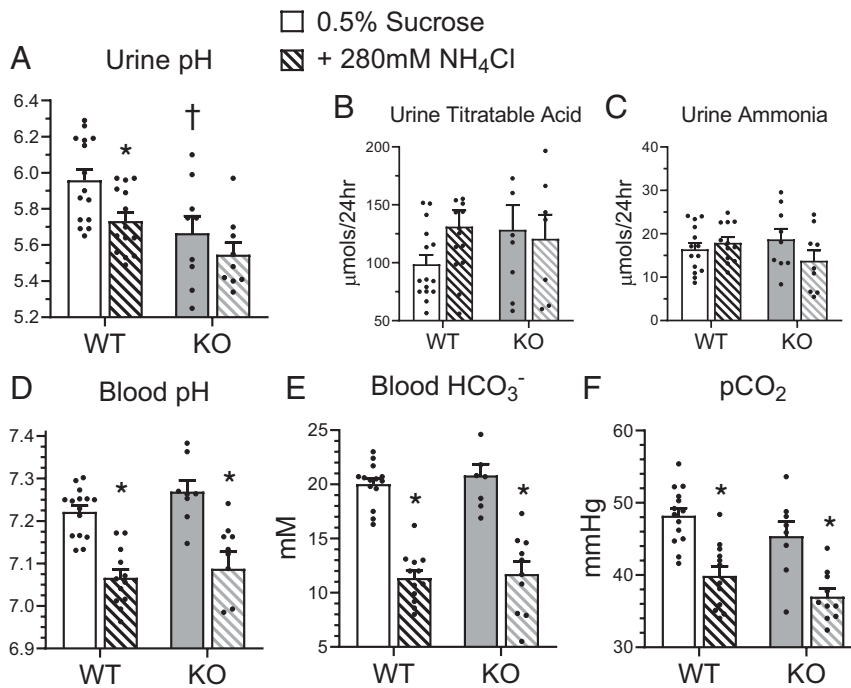 0.5% Sucrose
+ 280mM NH₄Cl
A
Urine pH
6.4
6.2
6.0
5.8
5.6
5.4
5.2
*
†
WT
KO
B
Urine Titratable Acid
μmols/24hr
200
150
100
50
WT
KO
C
Urine Ammonia
μmols/24hr
40
30
20
10
0
WT
KO
D
Blood pH
7.4
7.3
7.2
7.1
7.0
6.9
*
*
WT
KO
E
Blood HCO₃⁻
mM
25
20
15
10
5
*
*
WT
KO
F
pCO₂
mmHg
60
50
40
30
*
*
WT
KO